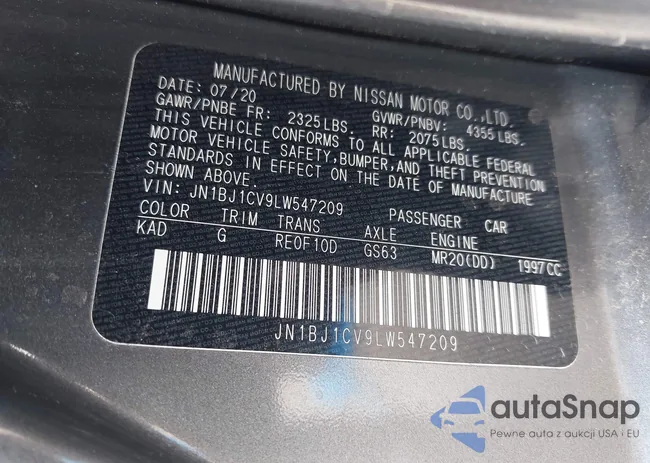 MANUFACTURED BY NISSAN MOTOR CO.,LTD.
DATE: 07/20
GAWR/PNBE FR: 2325LBS. GVWR/PNBV: 4355 LBS.
RR: 2075LBS.
THIS VEHICLE CONFORMS TO ALL APPLICABLE FEDERAL
MOTOR VEHICLE SAFETY, BUMPER, AND THEFT PREVENTION
STANDARDS IN EFFECT ON THE DATE OF MANUFACTURE
SHOWN ABOVE.
VIN: JN1BJ1CV9LW547209 PASSENGER CAR
COLOR TRIM TRANS AXLE ENGINE
KAD G RE0F10D GS63 MR20(DD) 1997CC
JN1BJ1CV9LW547209
autaSnap
Pewne auta z aukcji USA i EU